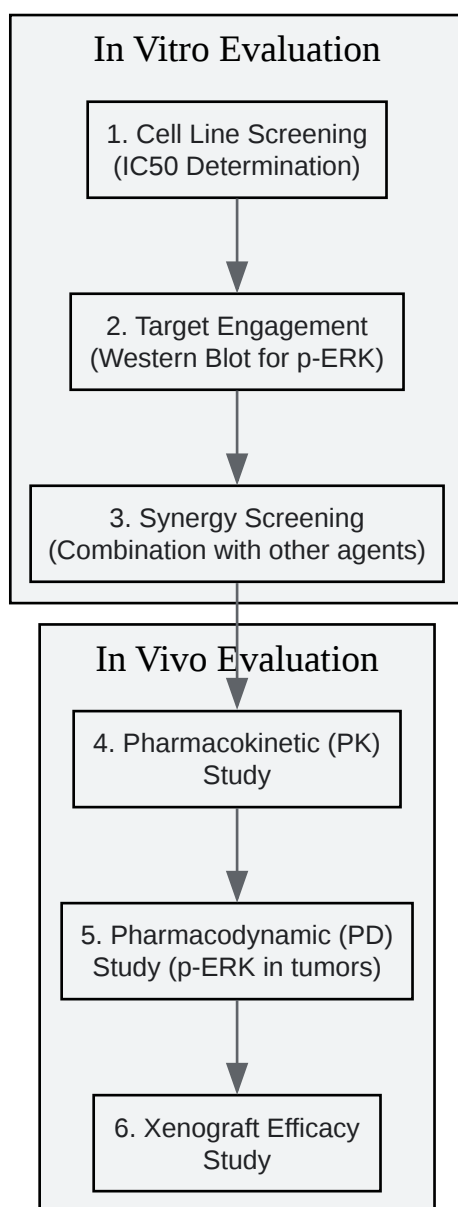 In Vitro Evaluation
1. Cell Line Screening
(IC50 Determination)
2. Target Engagement
(Western Blot for p-ERK)
3. Synergy Screening
(Combination with other agents)
In Vivo Evaluation
4. Pharmacokinetic (PK)
Study
5. Pharmacodynamic (PD)
Study (p-ERK in tumors)
6. Xenograft Efficacy
Study